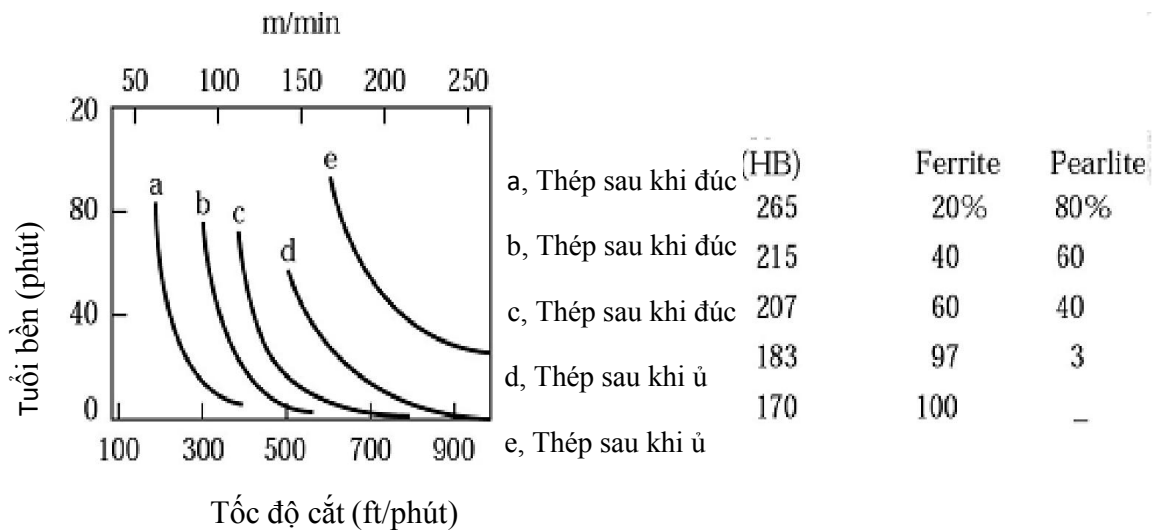 m/min
50 100 150 200 250
20
80
40
0
a
b
c
d
e
Tuổi bền (phút)
100 300 500 700 900
Tốc độ cắt (ft/phút)
a, Thép sau khi đúc
b, Thép sau khi đúc
c, Thép sau khi đúc
d, Thép sau khi ủ
e, Thép sau khi ủ
(HB) Ferrite Pearlite
265 20% 80%
215 40 60
207 60 40
183 97 3
170 100 _